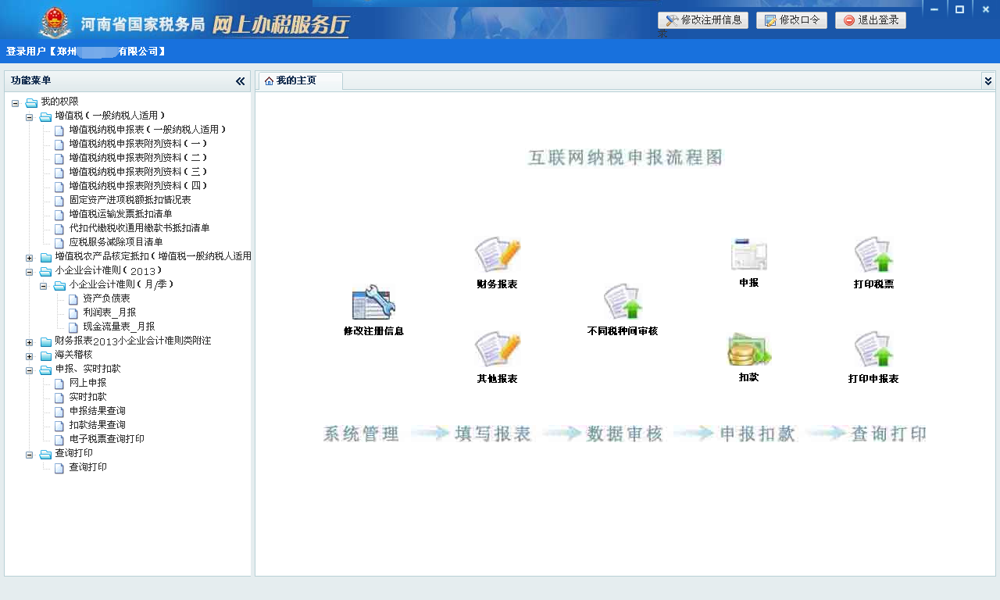 河南省国家税务局 网上办税服务厅
修改注册信息 修改口令 退出登录
录
登录用户【郑州 有限公司】
功能菜单
我的权限
增值税(一般纳税人适用)
增值税纳税申报表(一般纳税人适用)
增值税纳税申报表附列资料(一)
增值税纳税申报表附列资料(二)
增值税纳税申报表附列资料(三)
增值税纳税申报表附列资料(四)
固定资产进项税额抵扣情况表
增值税运输发票抵扣清单
代扣代缴税收通用缴款书抵扣清单
应税服务减除项目清单
增值税农产品核定抵扣(增值税一般纳税人适用
小企业会计准则(2013)
小企业会计准则(月/季)
资产负债表
利润表_月报
现金流量表_月报
财务报表2013小企业会计准则类附注
海关稽核
申报、实时扣款
网上申报
实时扣款
申报结果查询
扣款结果查询
电子税票查询打印
查询打印
查询打印
我的主页
互联网纳税申报流程图
财务报表
申报
打印税票
修改注册信息
不同税种间审核
其他报表
扣款
打印申报表
系统管理 填写报表 数据审核 申报扣款 查询打印